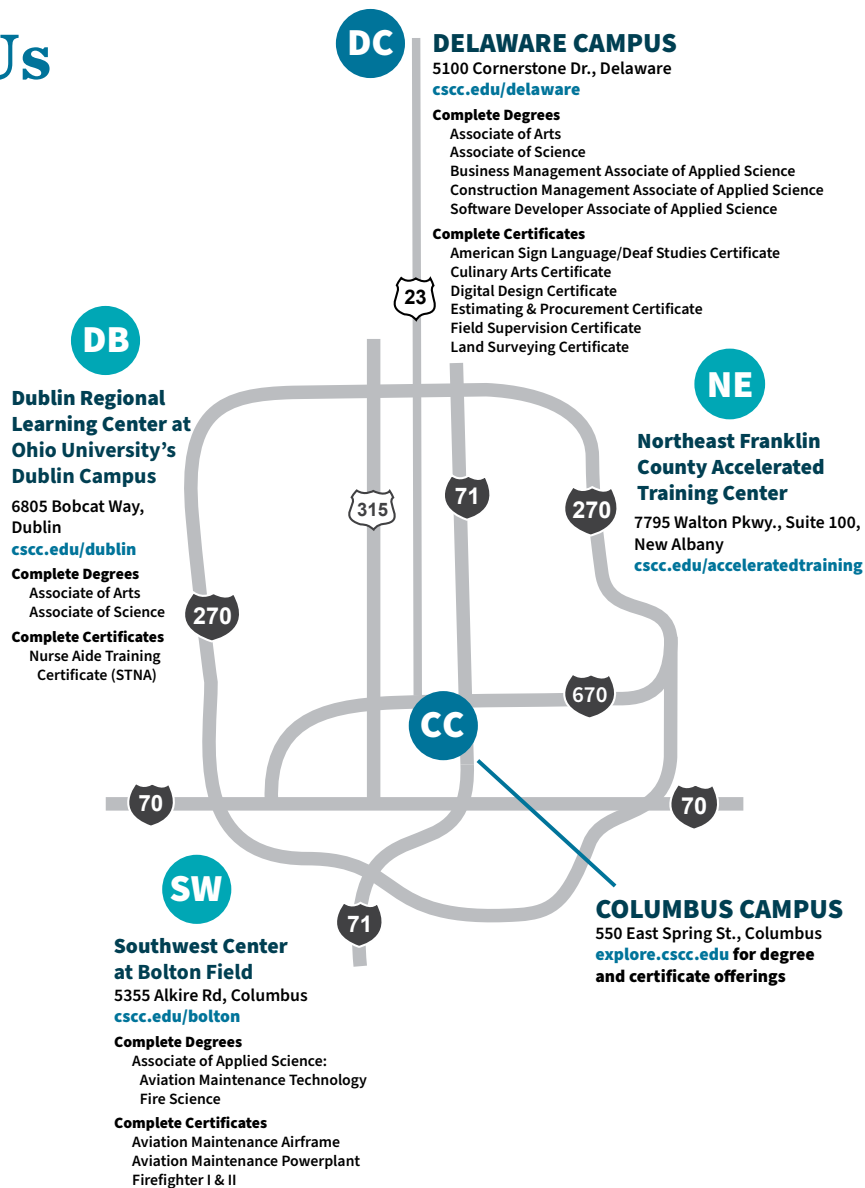 Us
DC
DELAWARE CAMPUS
5100 Cornerstone Dr., Delaware
cscc.edu/delaware
Complete Degrees
Associate of Arts
Associate of Science
Business Management Associate of Applied Science
Construction Management Associate of Applied Science
Software Developer Associate of Applied Science
Complete Certificates
American Sign Language/Deaf Studies Certificate
Culinary Arts Certificate
Digital Design Certificate
Estimating & Procurement Certificate
Field Supervision Certificate
Land Surveying Certificate
23
DB
Dublin Regional
Learning Center at
Ohio University’s
Dublin Campus
6805 Bobcat Way,
Dublin
cscc.edu/dublin
Complete Degrees
Associate of Arts
Associate of Science
Complete Certificates
Nurse Aide Training
Certificate (STNA)
NE
Northeast Franklin
County Accelerated
Training Center
7795 Walton Pkwy., Suite 100,
New Albany
cscc.edu/acceleratedtraining
315
71
270
270
670
CC
70
70
71
SW
Southwest Center
at Bolton Field
5355 Alkire Rd, Columbus
cscc.edu/bolton
Complete Degrees
Associate of Applied Science:
Aviation Maintenance Technology
Fire Science
Complete Certificates
Aviation Maintenance Airframe
Aviation Maintenance Powerplant
Firefighter I & II
COLUMBUS CAMPUS
550 East Spring St., Columbus
explore.cscc.edu for degree
and certificate offerings